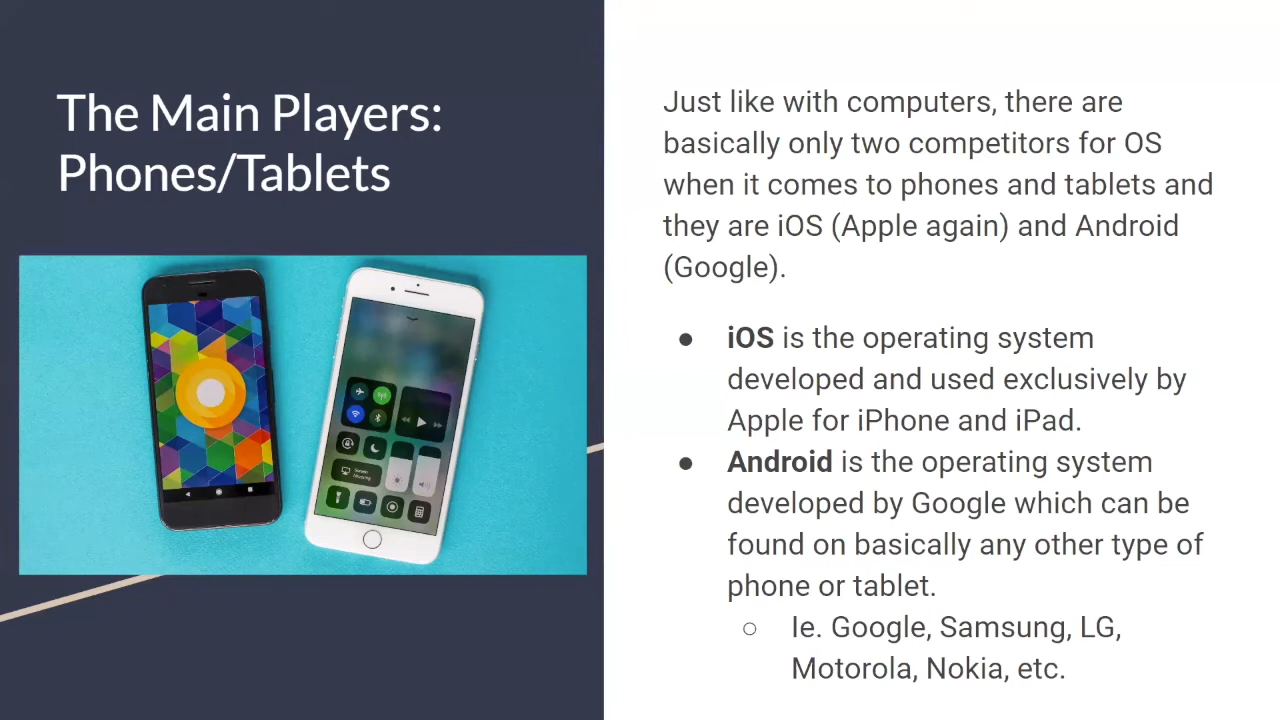 The Main Players:
Phones/Tablets
Just like with computers, there are
basically only two competitors for OS
when it comes to phones and tablets and
they are iOS (Apple again) and Android
(Google).
● iOS is the operating system
developed and used exclusively by
Apple for iPhone and iPad.
● Android is the operating system
developed by Google which can be
found on basically any other type of
phone or tablet.
○ Ie. Google, Samsung, LG,
Motorola, Nokia, etc.
Screen
Mirroring